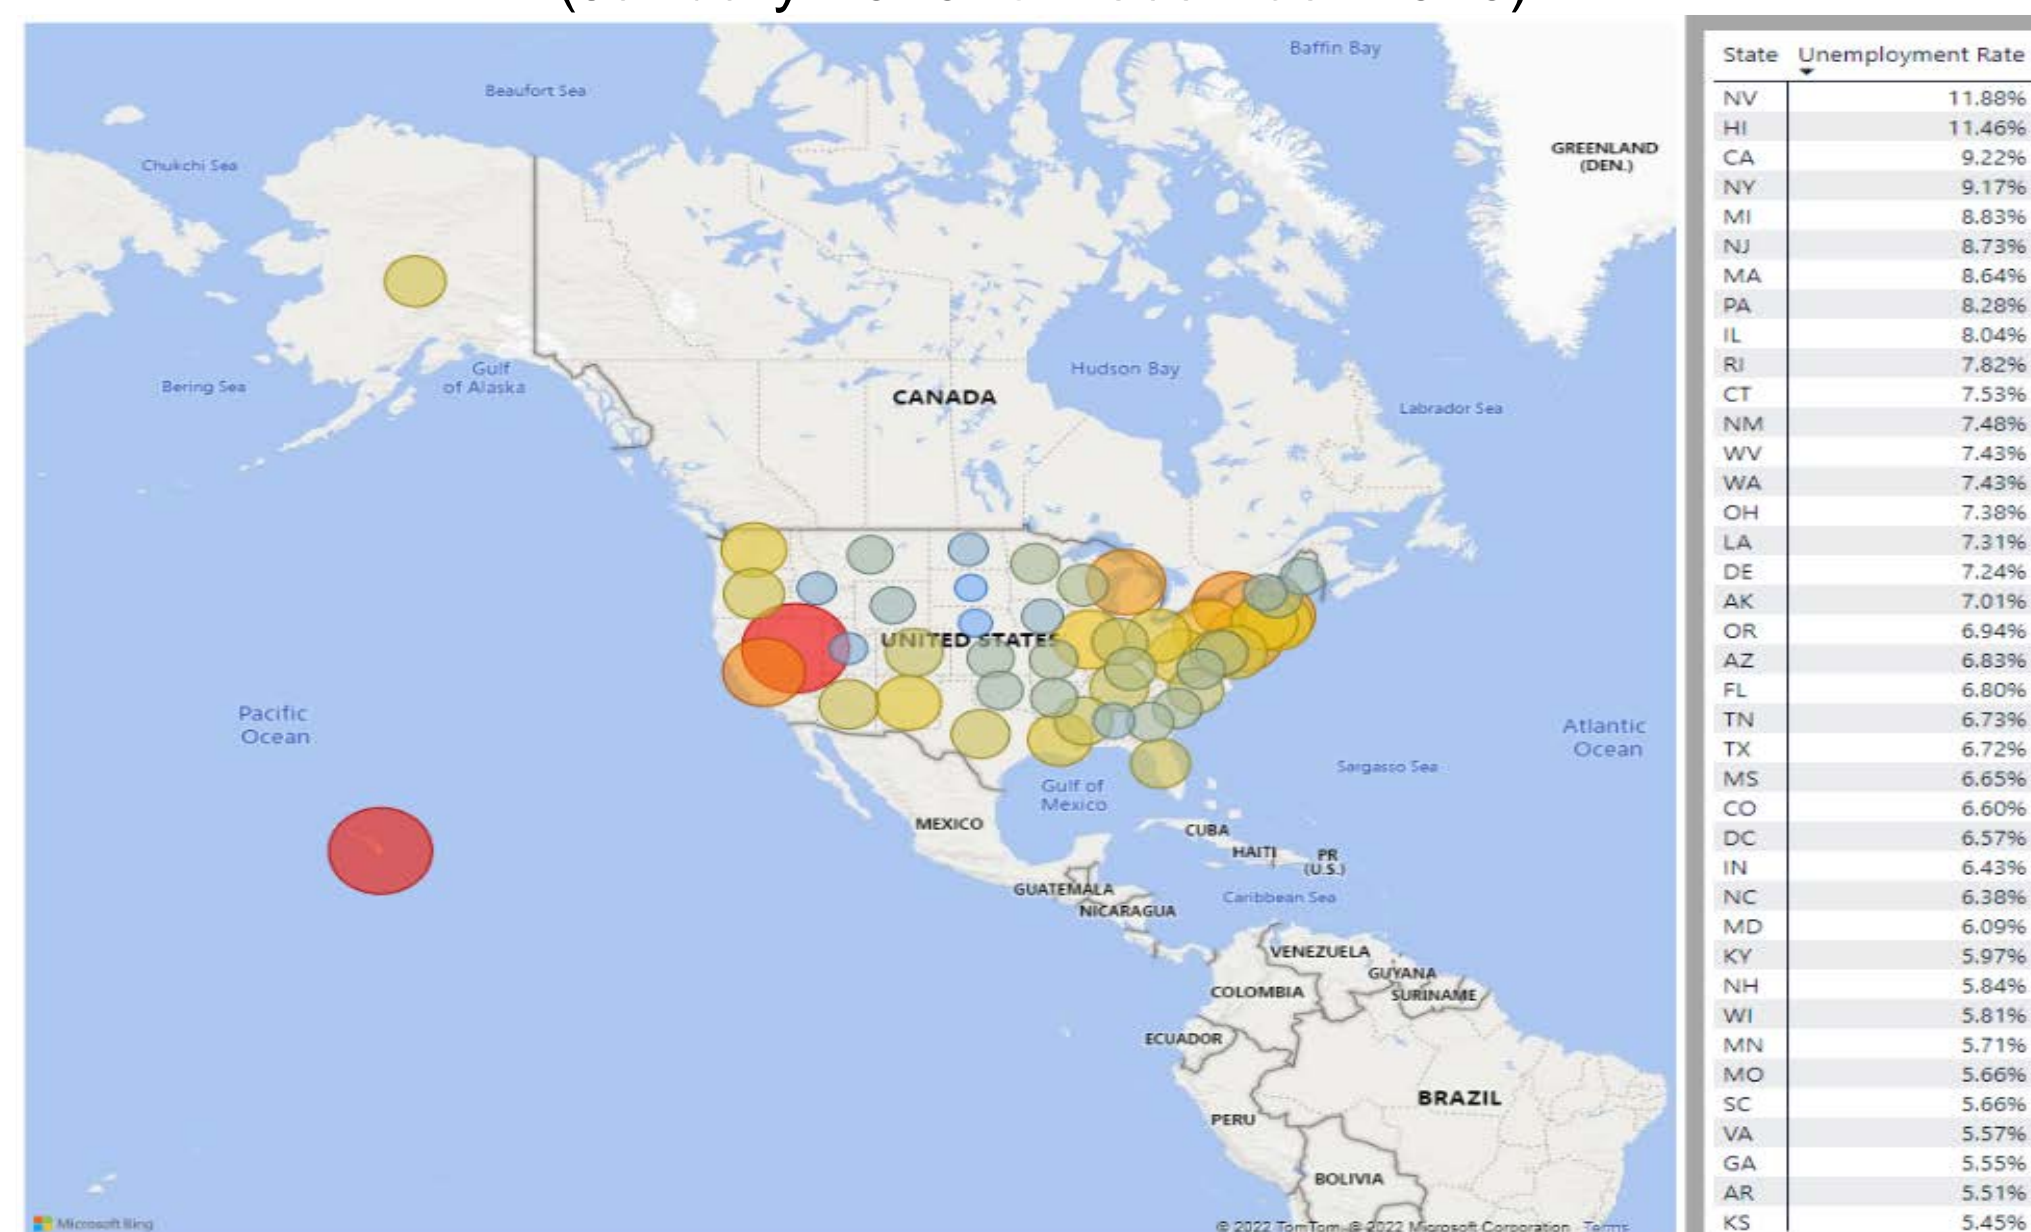 Baffin Bay
Beaufort Sea
Chukchi Sea
GREENLAND
(DEN.)
Gulf
of Alaska
Bering Sea
Hudson Bay
CANADA
Labrador Sea
UNITED STATES
Pacific
Ocean
Atlantic
Ocean
Sargasso Sea
Gulf of
Mexico
MEXICO
CUBA
HAITI
PR
(U.S.)
GUATEMALA
NICARAGUA
Caribbean Sea
VENEZUELA
GUYANA
SURINAME
COLOMBIA
ECUADOR
BRAZIL
PERU
BOLIVIA
Microsoft Bing
© 2022 TomTom, © 2022 Microsoft Corporation Terms
State Unemployment Rate
NV 11.88%
HI 11.46%
CA 9.22%
NY 9.17%
MI 8.83%
NJ 8.73%
MA 8.64%
PA 8.28%
IL 8.04%
RI 7.82%
CT 7.53%
NM 7.48%
WV 7.43%
WA 7.43%
OH 7.38%
LA 7.31%
DE 7.24%
AK 7.01%
OR 6.94%
AZ 6.83%
FL 6.80%
TN 6.73%
TX 6.72%
MS 6.65%
CO 6.60%
DC 6.57%
IN 6.43%
NC 6.38%
MD 6.09%
KY 5.97%
NH 5.84%
WI 5.81%
MN 5.71%
MO 5.66%
SC 5.66%
VA 5.57%
GA 5.55%
AR 5.51%
KS 5.45%